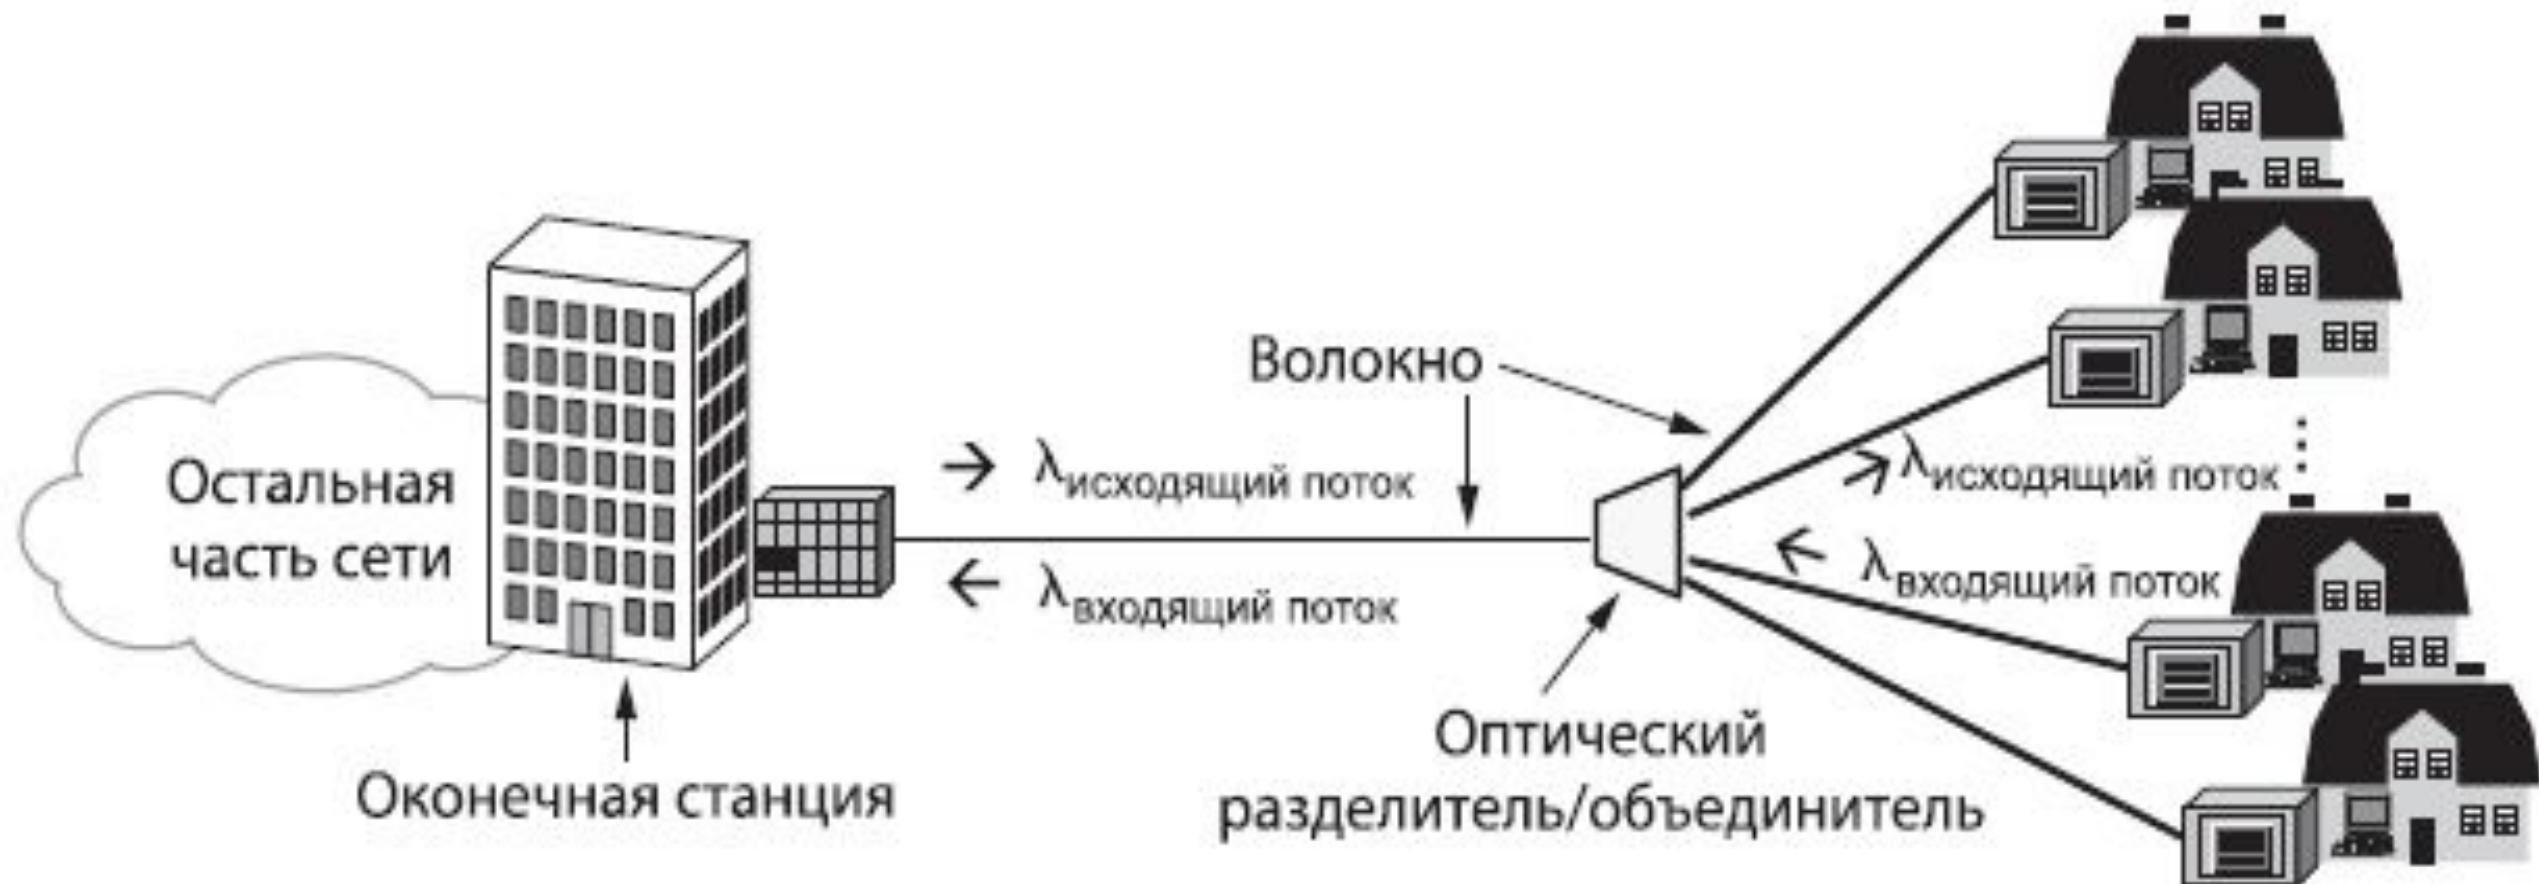 Волокно
λисходящий поток
λисходящий поток
Остальная
часть сети
λвходящий поток
λвходящий поток
Оптический
разделитель/объединитель
Оконечная станция